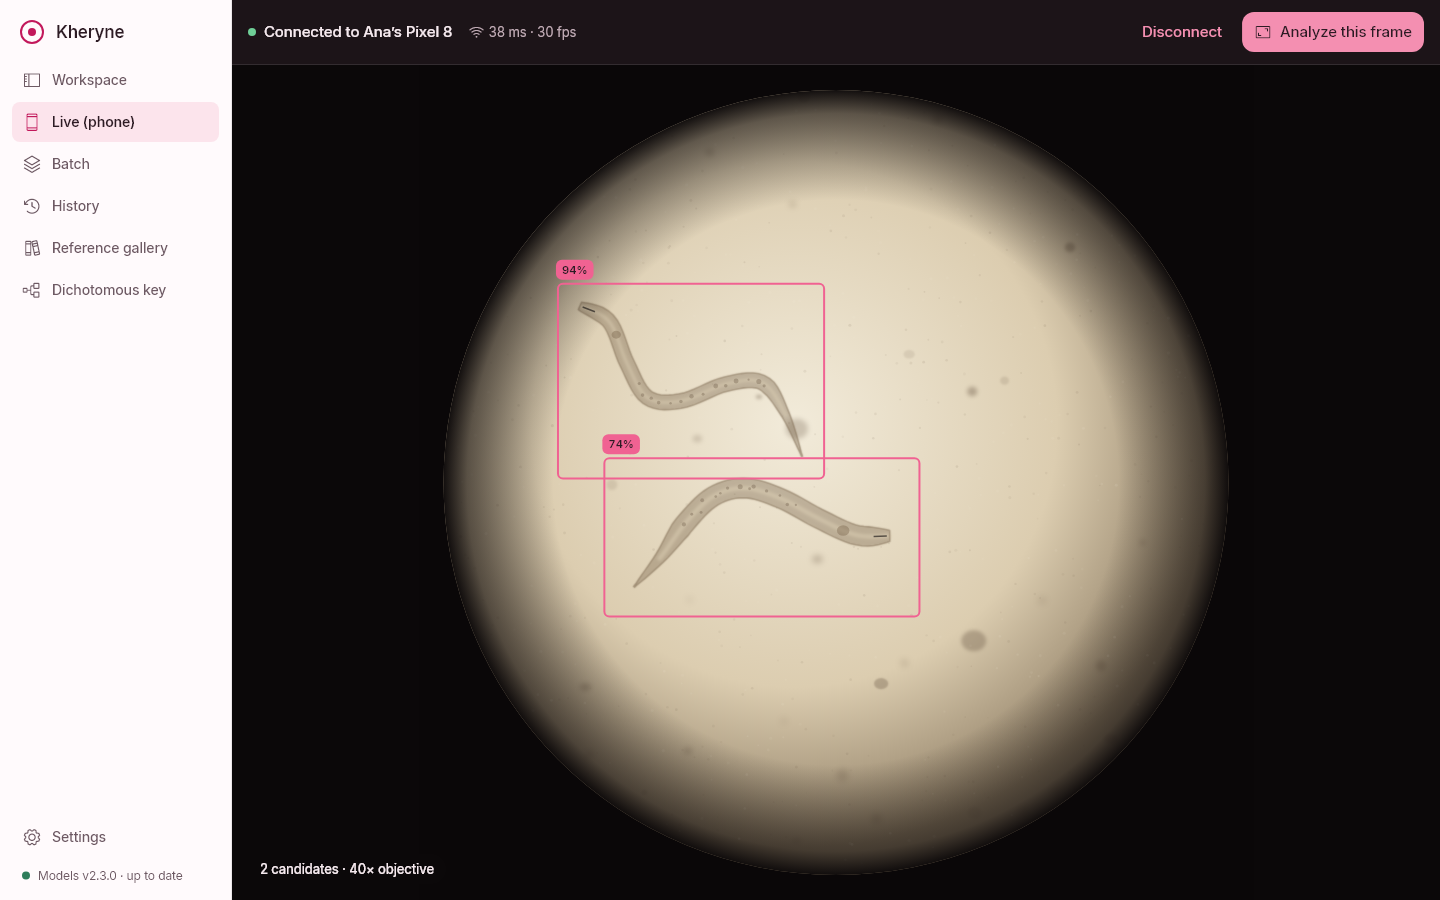 Kheryne
Workspace
Live (phone)
Batch
History
Reference gallery
Dichotomous key
Settings
Models v2.3.0 · up to date
Connected to Ana's Pixel 8
38 ms · 30 fps
Disconnect
Analyze this frame
94%
74%
2 candidates · 40× objective